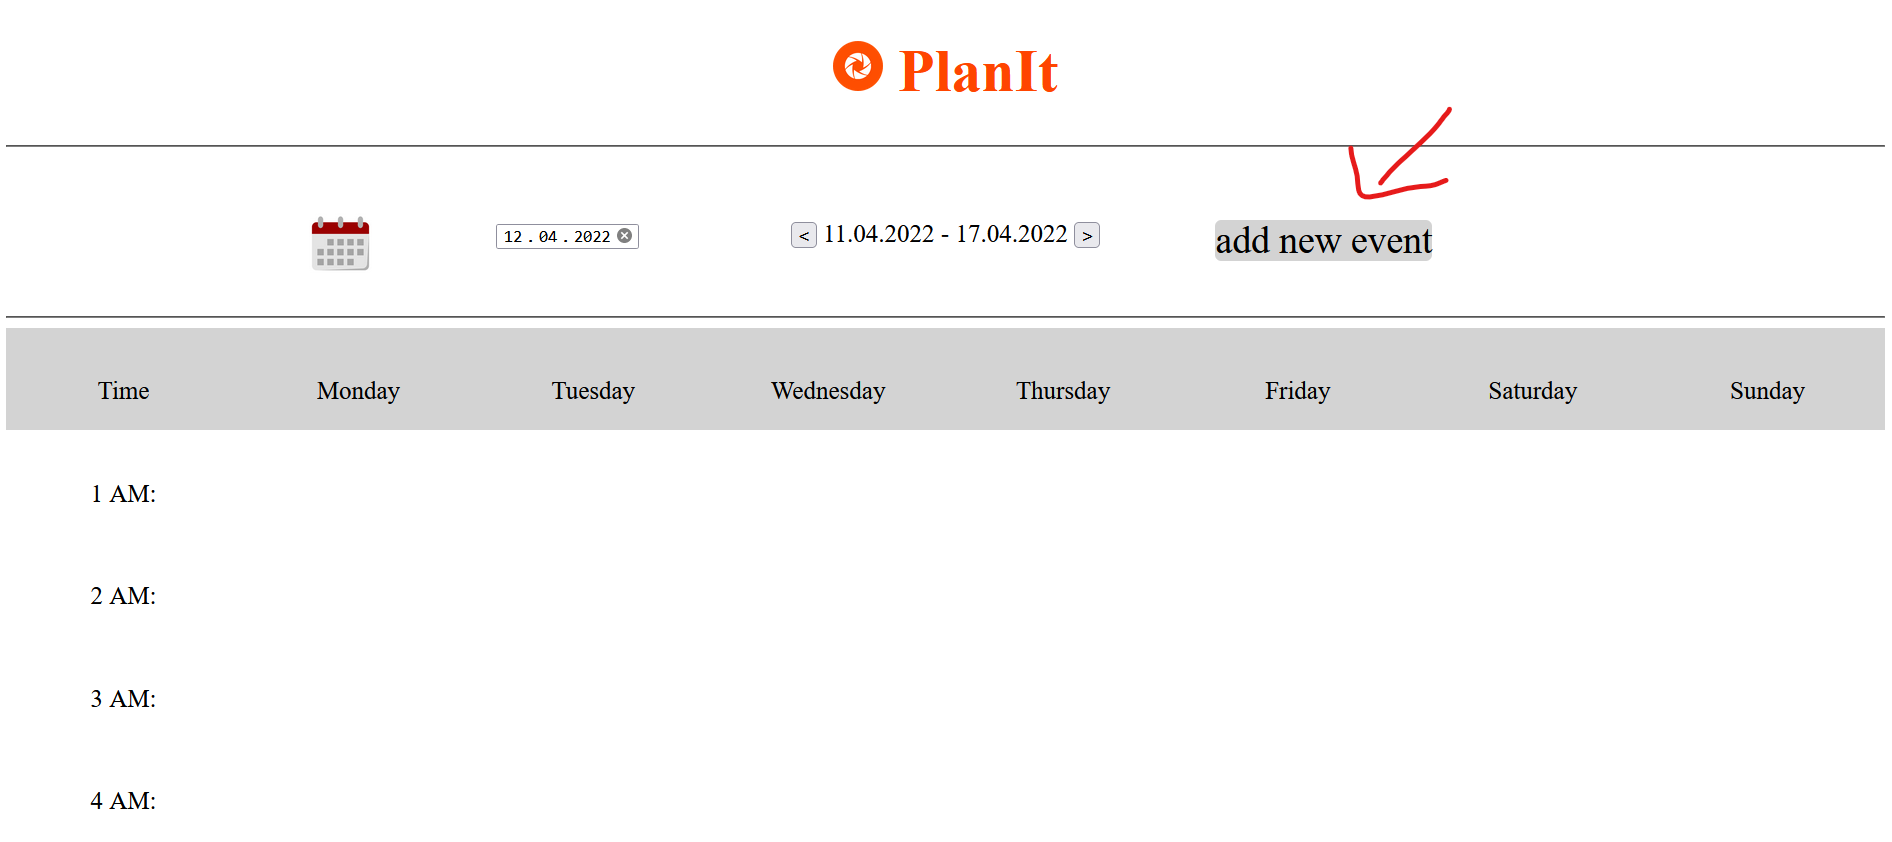 PlanIt
12.04.2022 < 11.04.2022 - 17.04.2022 > add new event
Time Monday Tuesday Wednesday Thursday Friday Saturday Sunday
1 AM:
2 AM:
3 AM:
4 AM: